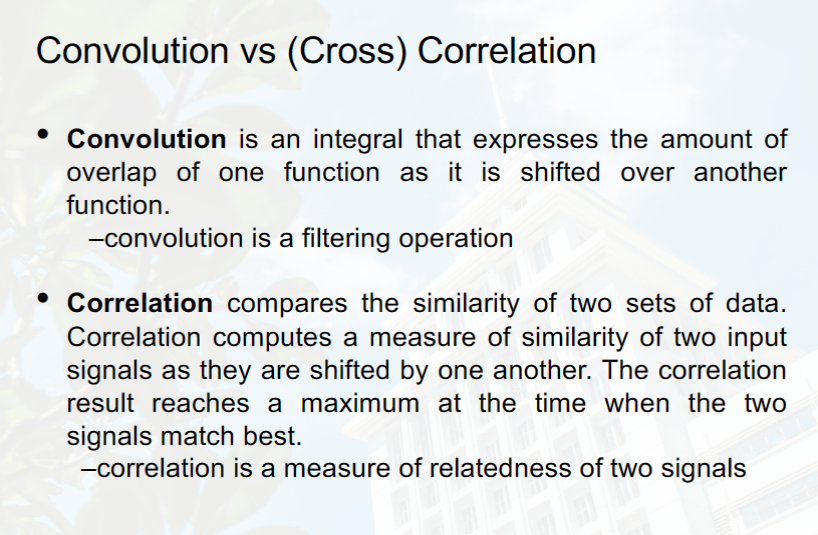 Convolution vs (Cross) Correlation
• Convolution is an integral that expresses the amount of
overlap of one function as it is shifted over another
function.
–convolution is a filtering operation
• Correlation compares the similarity of two sets of data.
Correlation computes a measure of similarity of two input
signals as they are shifted by one another. The correlation
result reaches a maximum at the time when the two
signals match best.
–correlation is a measure of relatedness of two signals